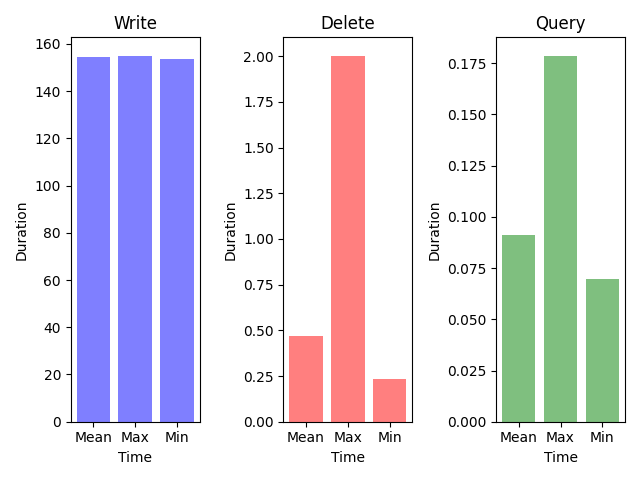 Write
160
140
120
100
80
60
40
20
0
Duration
Mean Max Min
Time
Delete
2.00
1.75
1.50
1.25
1.00
0.75
0.50
0.25
0.00
Duration
Mean Max Min
Time
Query
0.175
0.150
0.125
0.100
0.075
0.050
0.025
0.000
Duration
Mean Max Min
Time